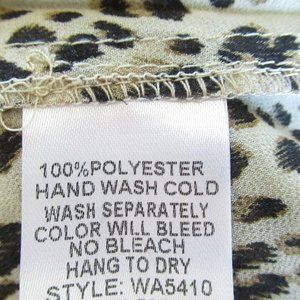 100%POLYESTER
HAND WASH COLD
WASH SEPARATELY
COLOR WILL BLEED
NO BLEACH
HANG TO DRY
STYLE: WA5410